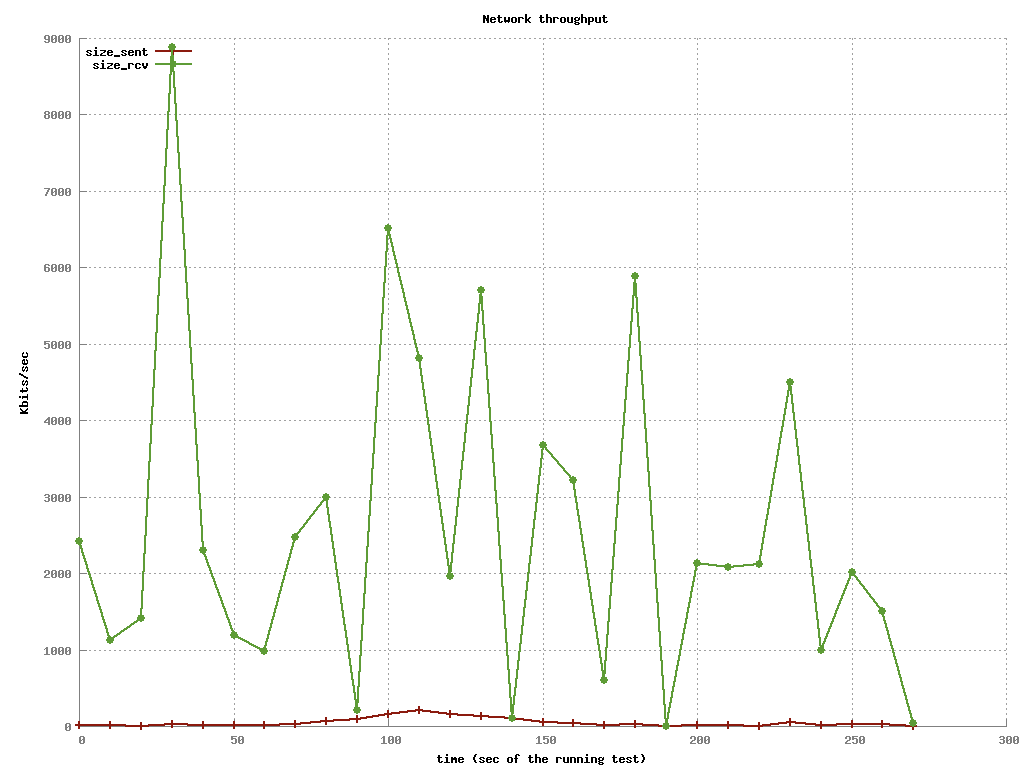 Network throughput
size_sent
size_rcv
9000
8000
7000
6000
5000
4000
3000
2000
1000
0
Kbits/sec
0 50 100 150 200 250 300
time (sec of the running test)